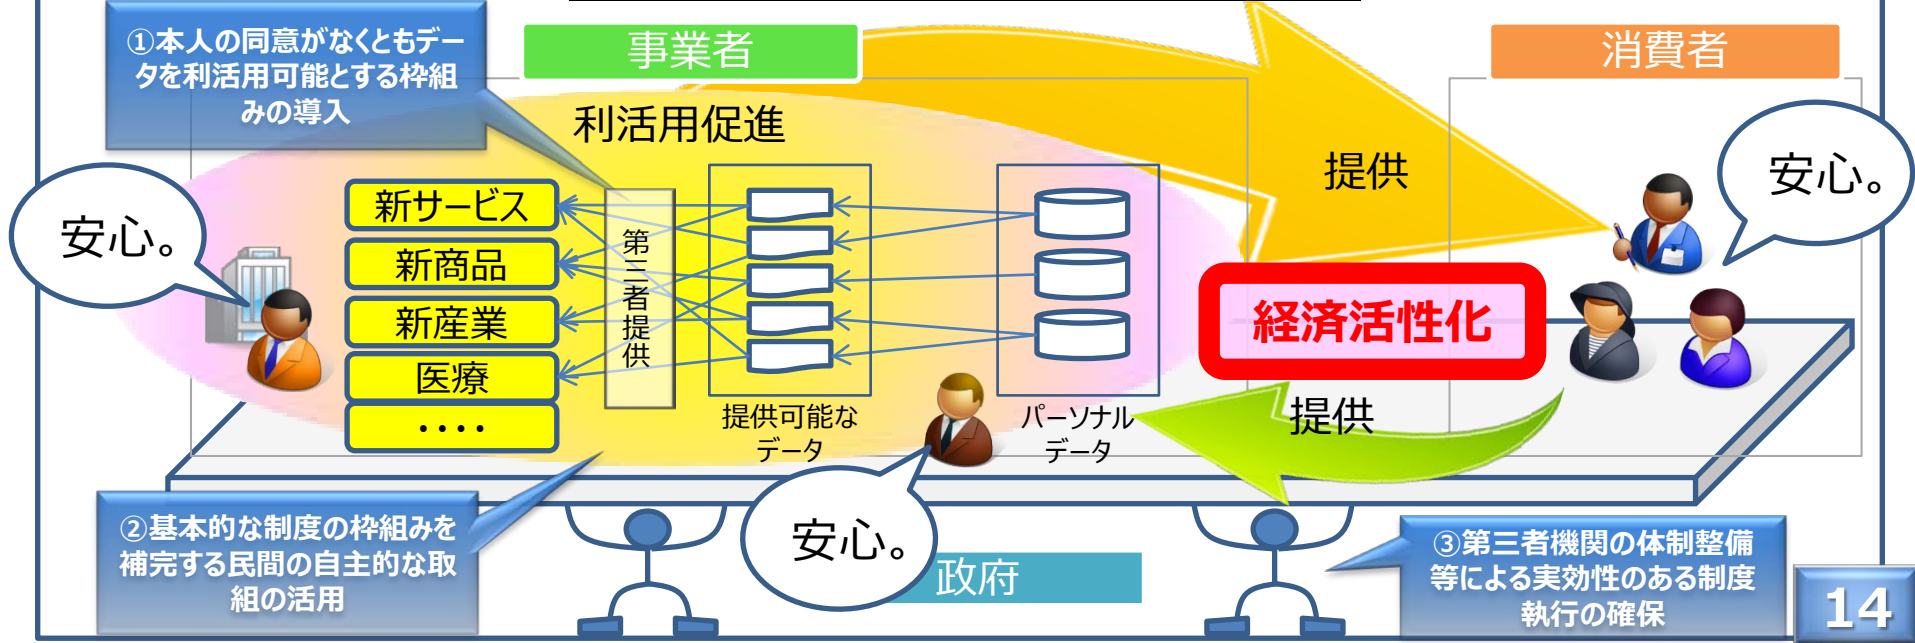 ①本人の同意がなくともデー
タを利活用可能とする枠組
みの導入
事業者
消費者
利活用促進
提供
安心。
安心。
新サービス
新商品
新産業
医療
・・・・
第三者提供
提供可能な
データ
パーソナル
データ
経済活性化
提供
安心。
②基本的な制度の枠組みを
補完する民間の自主的な取
組の活用
政府
③第三者機関の体制整備
等による実効性のある制度
執行の確保
14